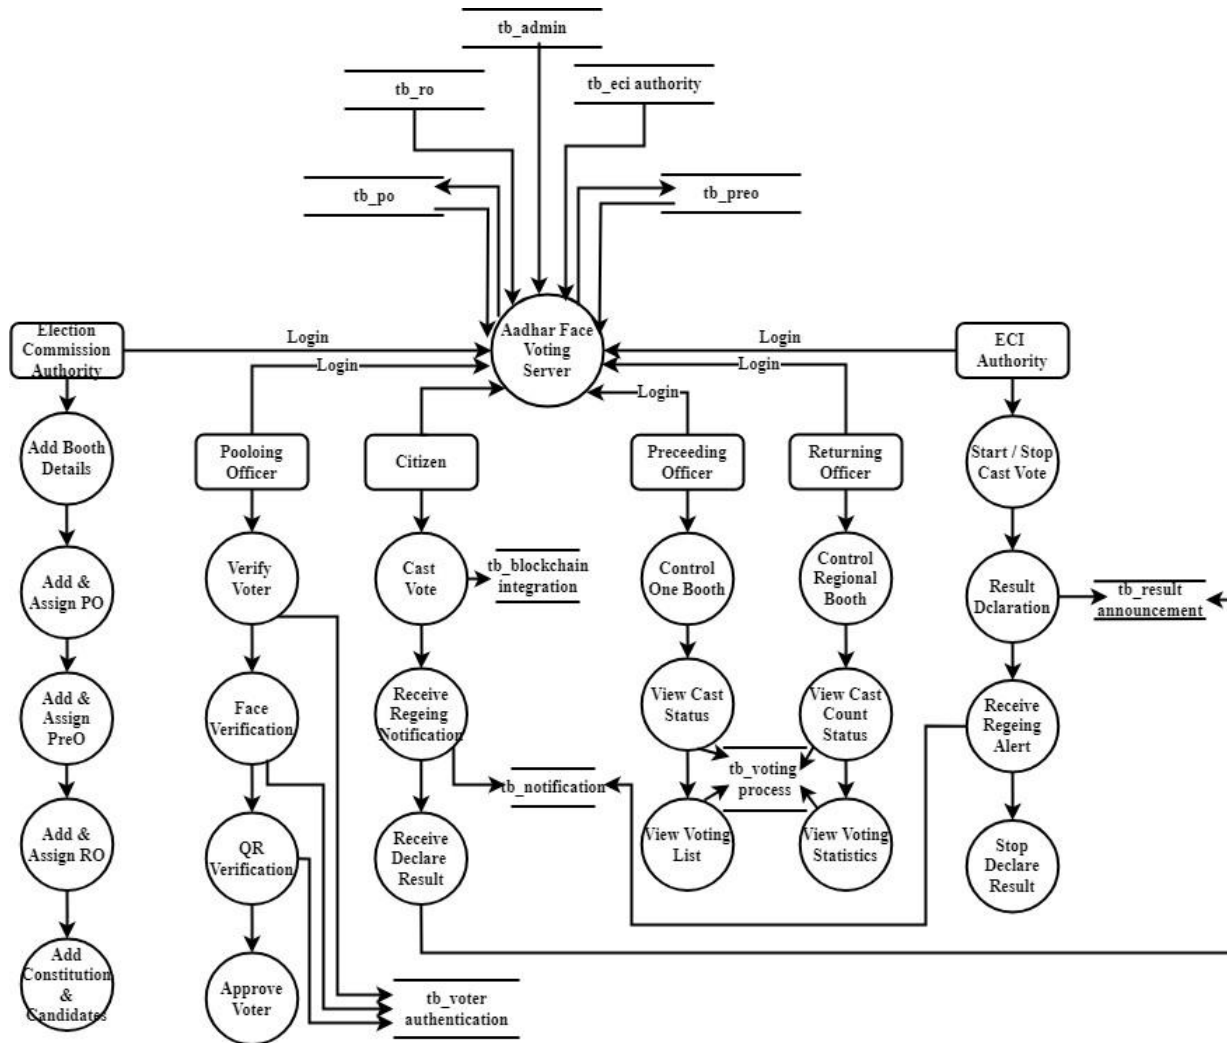 tb_admin
tb_ro
tb_eci authority
tb_po
tb_preo
Election
Commission
Authority
Login
Login
Aadhar Face
Voting
Server
Login
Login
Login
ECI
Authority
Add Booth
Details
Pooloing
Officer
Citizen
Preceeding
Officer
Returning
Officer
Start / Stop
Cast Vote
Add &
Assign PO
Verify
Voter
Cast
Vote
tb_blockchain
integration
Control
One Booth
Control
Regional
Booth
Result
Dclaration
tb_result
announcement
Add &
Assign
PreO
Face
Verification
Receive
Regeing
Notification
View Cast
Status
View Cast
Count
Status
Receive
Regeing
Alert
tb_notification
tb_voting
process
Add &
Assign RO
QR
Verification
Receive
Declare
Result
View Voting
List
View Voting
Statistics
Stop
Declare
Result
Add
Constitution
&
Candidates
Approve
Voter
tb_voter
authentication